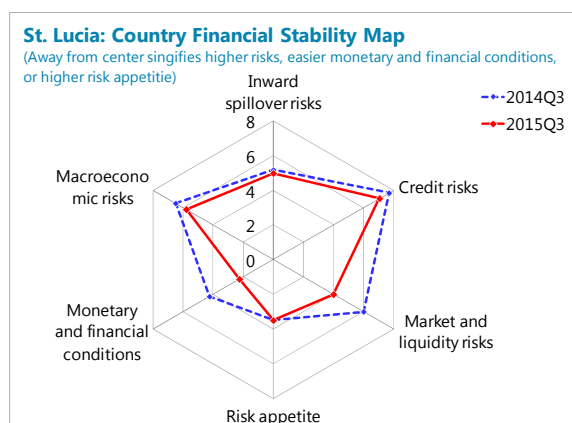 St. Lucia: Country Financial Stability Map
(Away from center singifies higher risks, easier monetary and financial conditions,
or higher risk appetitie)
Inward
spillover risks
2014Q3
2015Q3
8
6
4
2
0
Macroecono
mic risks
Credit risks
Monetary
and financial
conditions
Market and
liquidity risks
Risk appetite